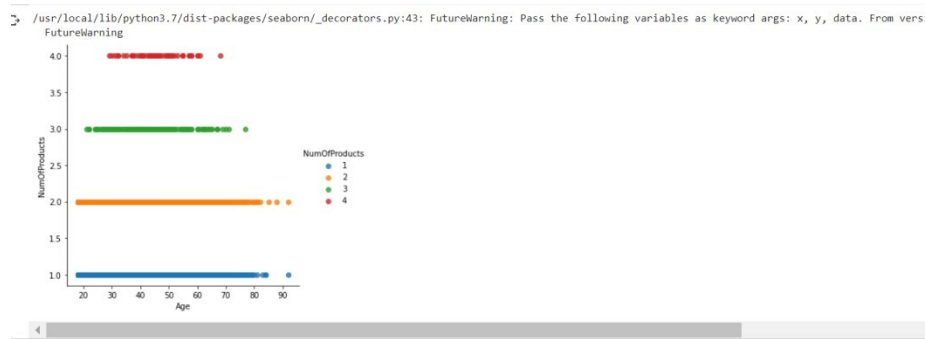 /usr/local/lib/python3.7/dist-packages/seaborn/_decorators.py:43: FutureWarning: Pass the following variables as keyword args: x, y, data. From vers
FutureWarning
4.0
3.5
3.0
2.5
2.0
1.5
1.0
NumOfProducts
20 30 40 50 60 70 80 90
Age
NumOfProducts
1
2
3
4